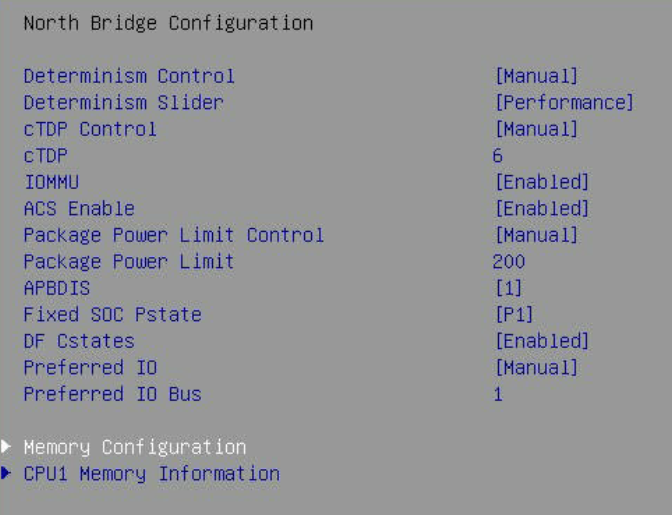 North Bridge Configuration
Determinism Control [Manual]
Determinism Slider [Performance]
cTDP Control [Manual]
cTDP 6
IOMMU [Enabled]
ACS Enable [Enabled]
Package Power Limit Control [Manual]
Package Power Limit 200
APBDIS [1]
Fixed SOC Pstate [P1]
DF Cstates [Enabled]
Preferred IO [Manual]
Preferred IO Bus 1
Memory Configuration
CPU1 Memory Information